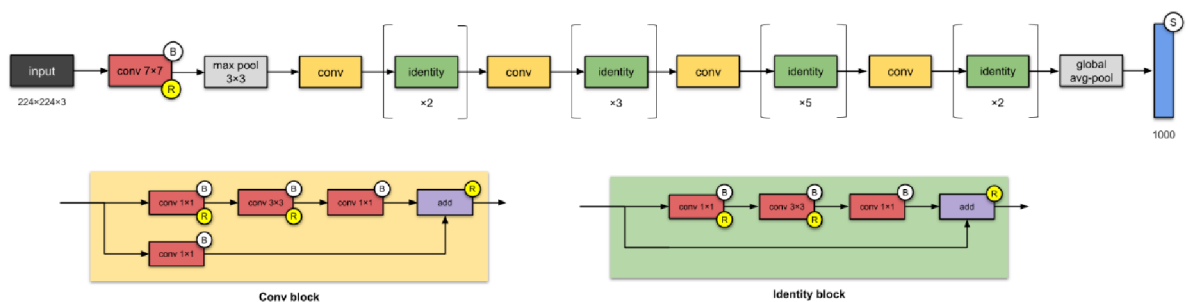 input
224×224×3
conv 7×7
B
R
max pool
3×3
conv
identity
×2
conv
identity
×3
conv
identity
×5
conv
identity
×2
global
avg-pool
S
1000
conv 1×1
B
R
conv 3×3
B
R
conv 1×1
B
add
R
conv 1×1
B
Conv block
conv 1×1
B
R
conv 3×3
B
R
conv 1×1
B
add
R
Identity block